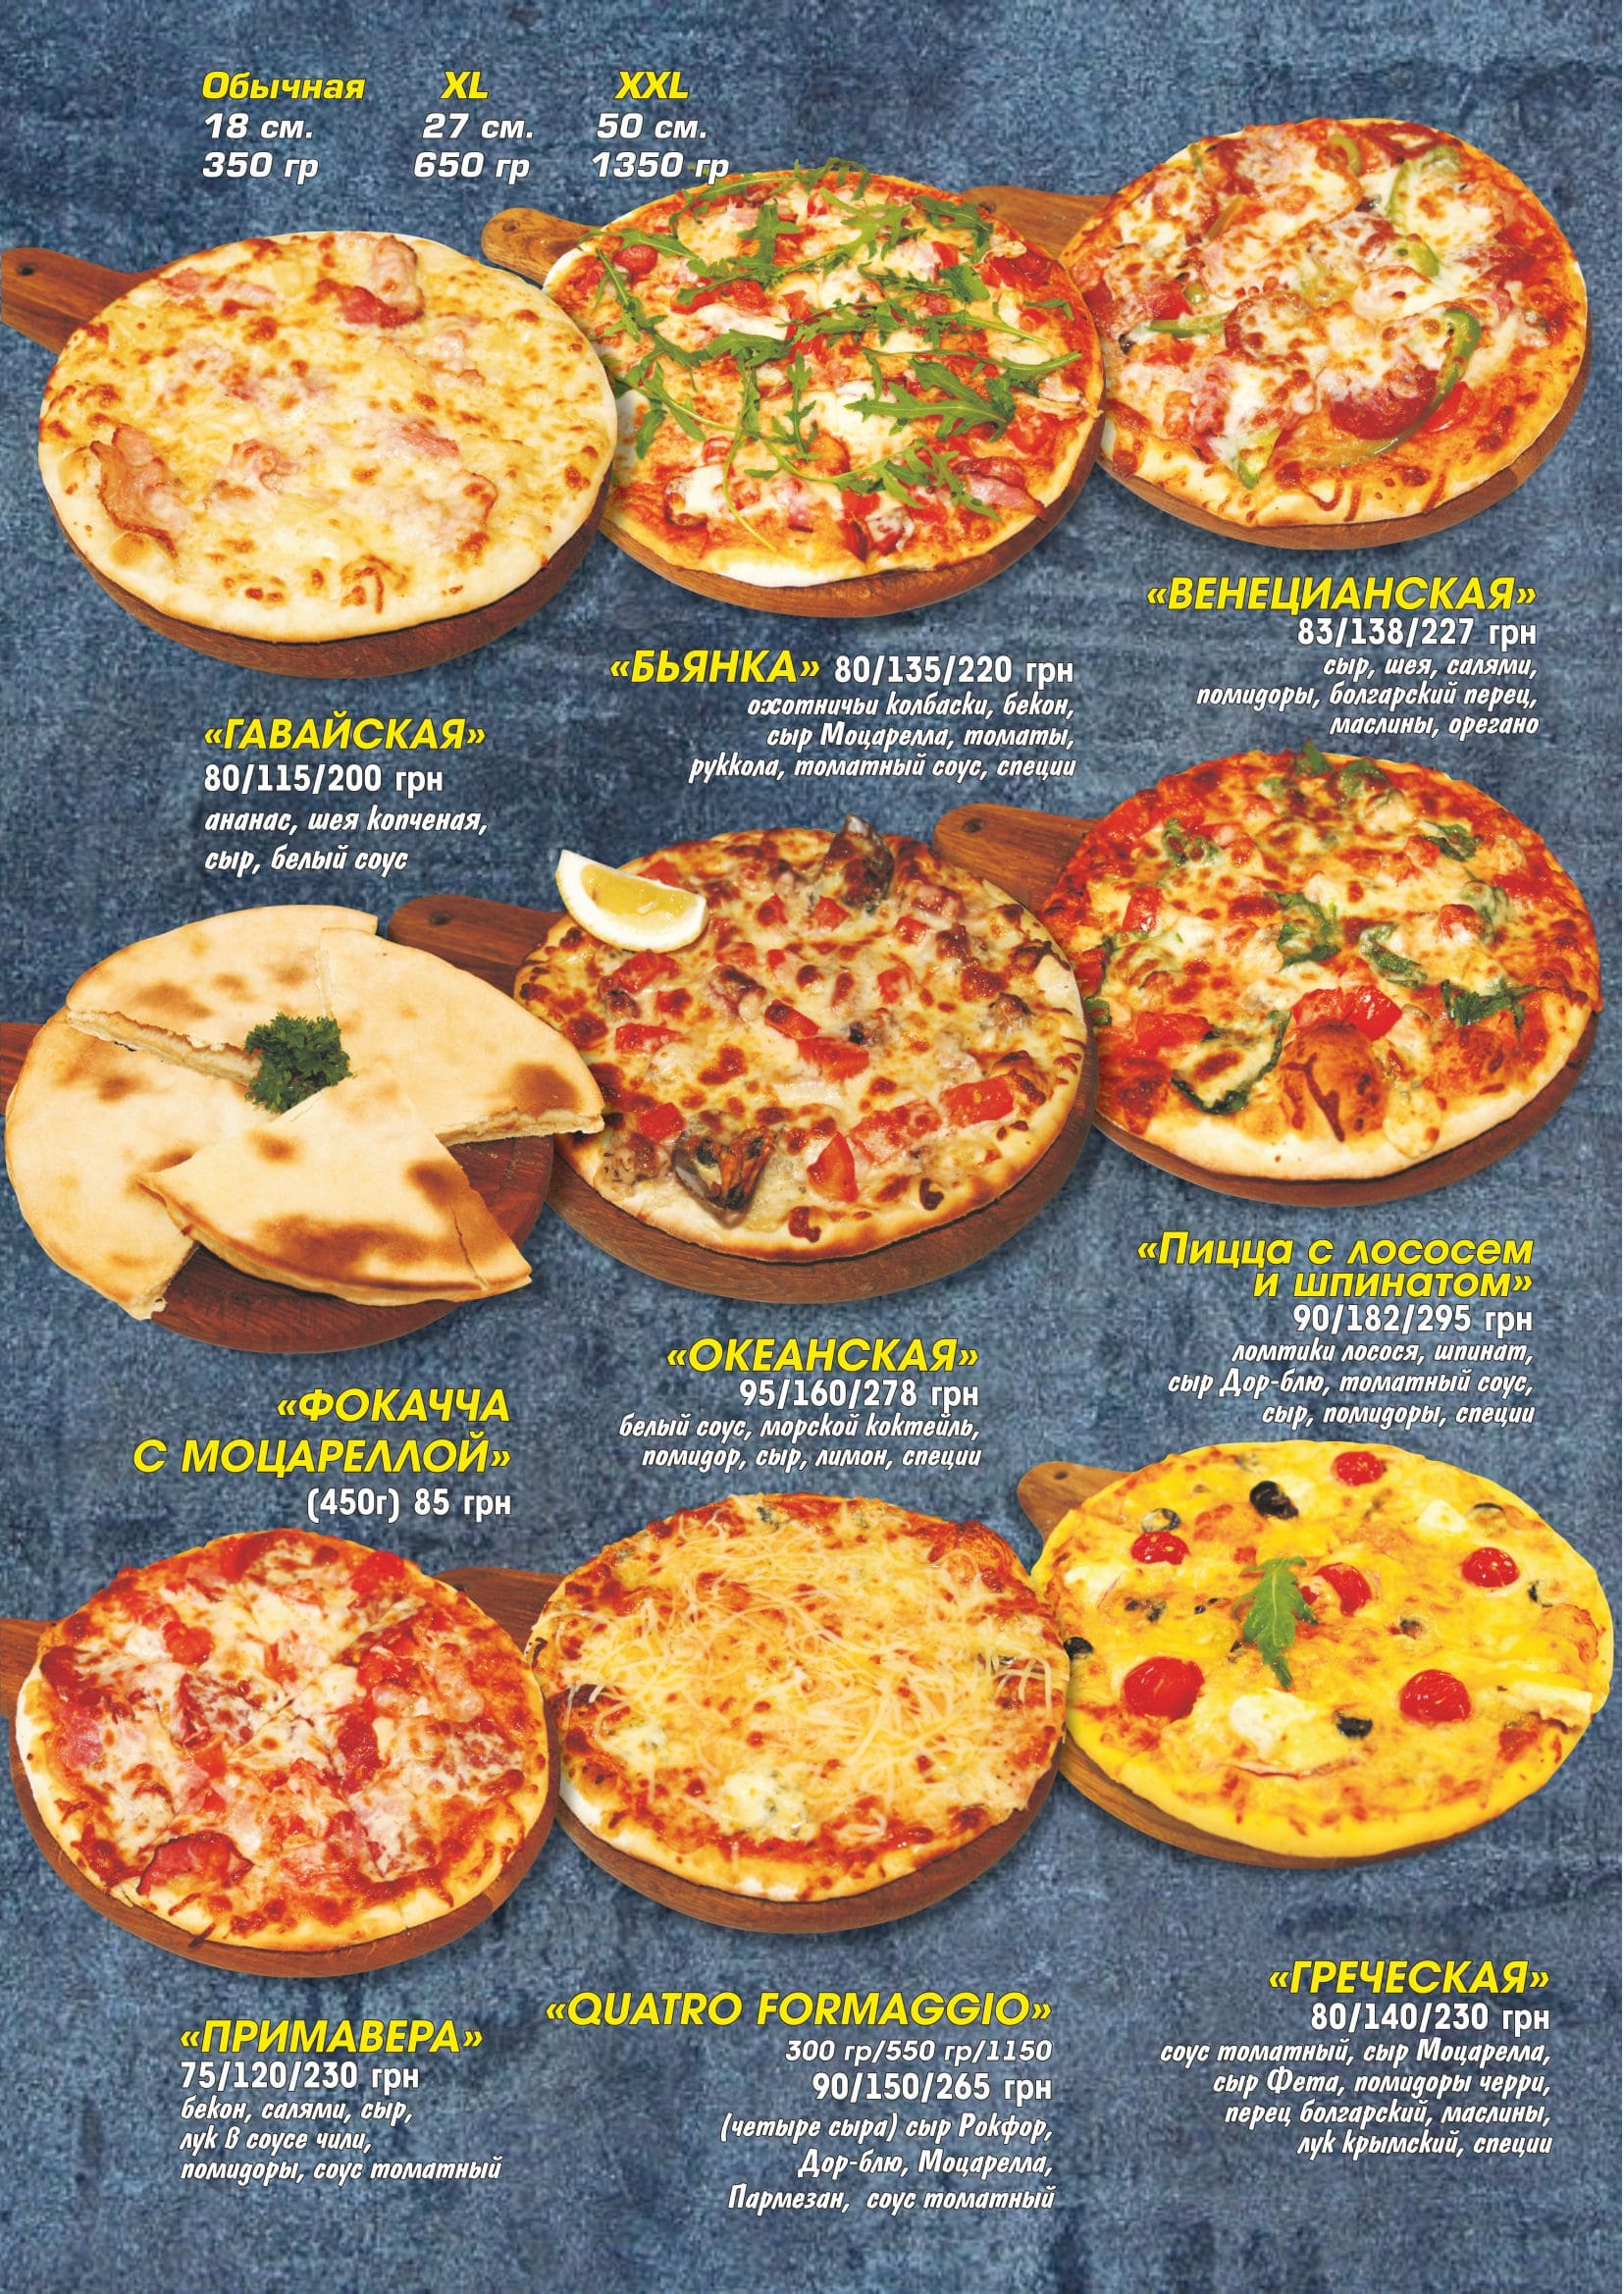 Обычная XL XXL
18 см. 27 см. 50 см.
350 гр 650 гр 1350 гр
«ВЕНЕЦИАНСКАЯ»
83/138/227 грн
сыр, шея, салями,
помидоры, болгарский перец,
маслины, орегано
«БЬЯНКА» 80/135/220 грн
охотничьи колбаски, бекон,
сыр Моцарелла, томаты,
руккола, томатный соус, специи
«ГАВАЙСКАЯ»
80/115/200 грн
ананас, шея копченая,
сыр, белый соус
«Пицца с лососем
и шпинатом»
90/182/295 грн
ломтики лосося, шпинат,
сыр Дор-блю, томатный соус,
сыр, помидоры, специи
«ОКЕАНСКАЯ»
95/160/278 грн
белый соус, морской коктейль,
помидор, сыр, лимон, специи
«ФОКАЧЧА
С МОЦАРЕЛЛОЙ»
(450г) 85 грн
«ПРИМАВЕРА»
75/120/230 грн
бекон, салями, сыр,
лук в соусе чили,
помидоры, соус томатный
«QUATRO FORMAGGIO»
300 гр/550 гр/1150
90/150/265 грн
(четыре сыра) сыр Рокфор,
Дор-блю, Моцарелла,
Пармезан, соус томатный
«ГРЕЧЕСКАЯ»
80/140/230 грн
соус томатный, сыр Моцарелла,
сыр Фета, помидоры черри,
перец болгарский, маслины,
лук крымский, специи